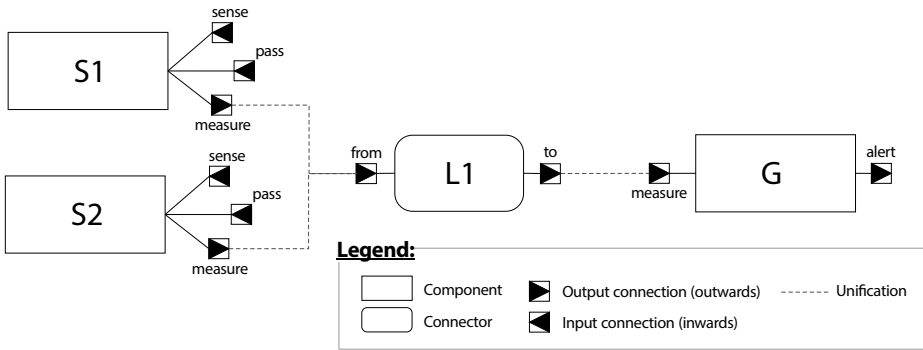 sense
pass
S1
measure
sense
pass
S2
measure
from
L1
to
measure
G
alert
Legend:
Component
Output connection (outwards)
Unification
Connector
Input connection (inwards)